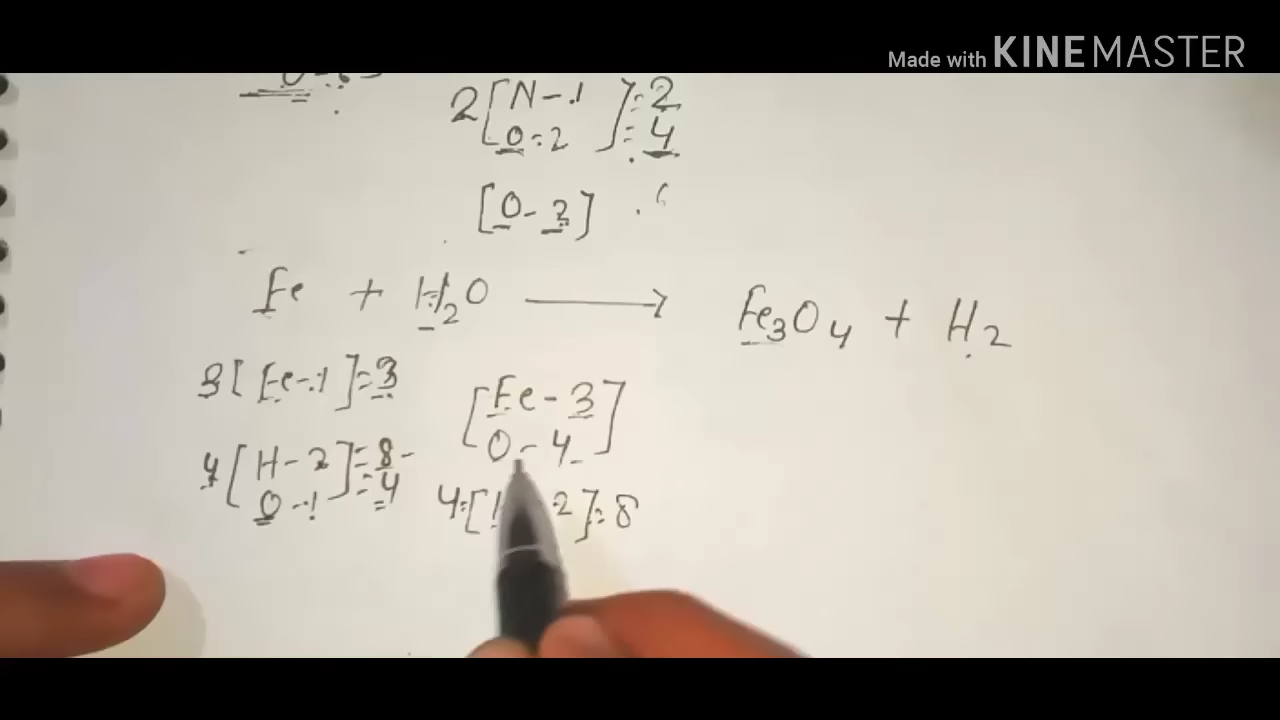 Made with KINEMASTER
2[N-1]=2
O=2 =4
[O-3]
Fe + H₂O ⟶ Fe₃O₄ + H₂
3[Fe-1]=3 [Fe-3]
O-4
4[H-2]=8
O-1 =4 4[ 2]=8